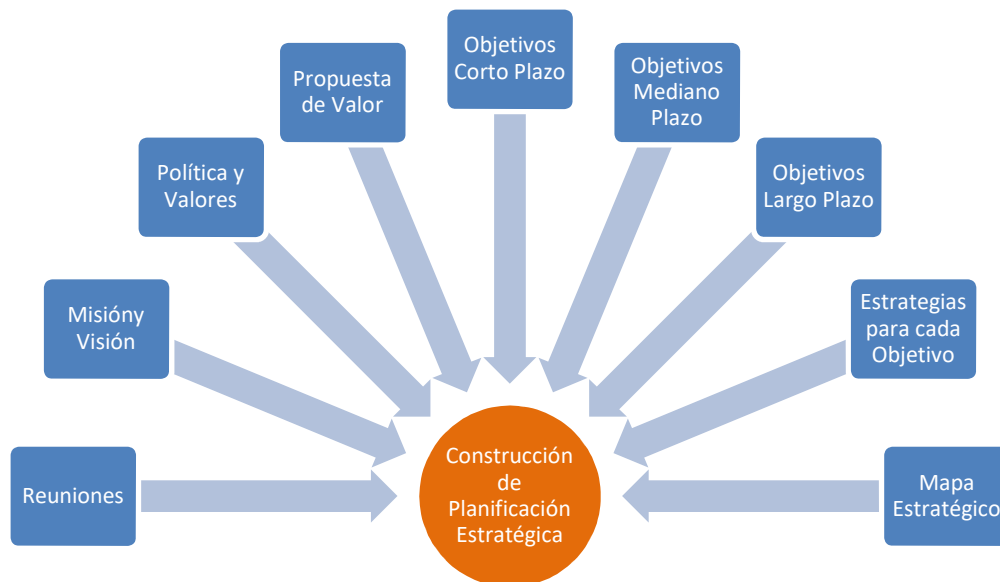 Reuniones
Misióny
Visión
Política y
Valores
Propuesta
de Valor
Objetivos
Corto Plazo
Objetivos
Mediano
Plazo
Objetivos
Largo Plazo
Estrategias
para cada
Objetivo
Mapa
Estratégico
Construcción
de
Planificación
Estratégica